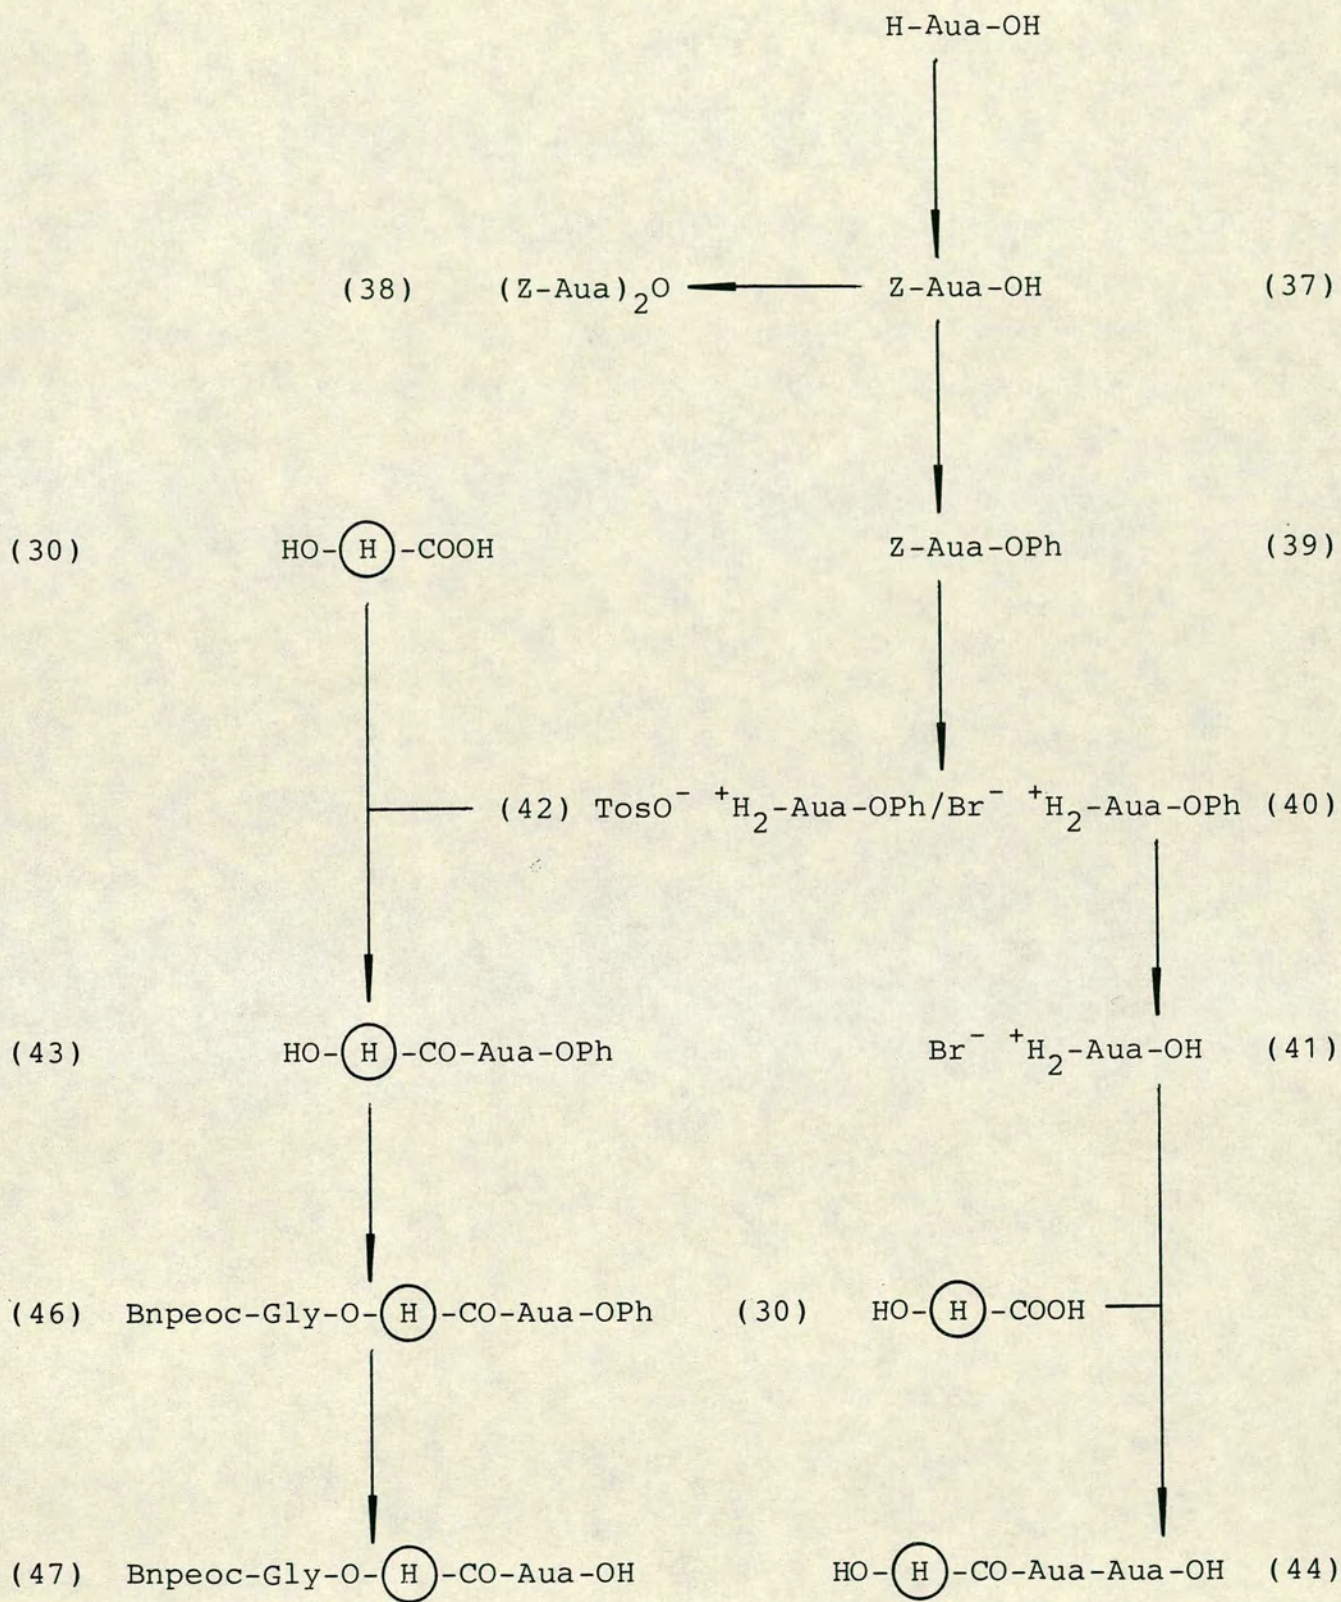 H-Aua-OH
(38) (Z-Aua)₂O Z-Aua-OH (37)
(30) HO-(H)-COOH Z-Aua-OPh (39)
(42) TosO⁻ ⁺H₂-Aua-OPh/Br⁻ ⁺H₂-Aua-OPh (40)
(43) HO-(H)-CO-Aua-OPh Br⁻ ⁺H₂-Aua-OH (41)
(46) Bnpeoc-Gly-O-(H)-CO-Aua-OPh (30) HO-(H)-COOH
(47) Bnpeoc-Gly-O-(H)-CO-Aua-OH HO-(H)-CO-Aua-Aua-OH (44)